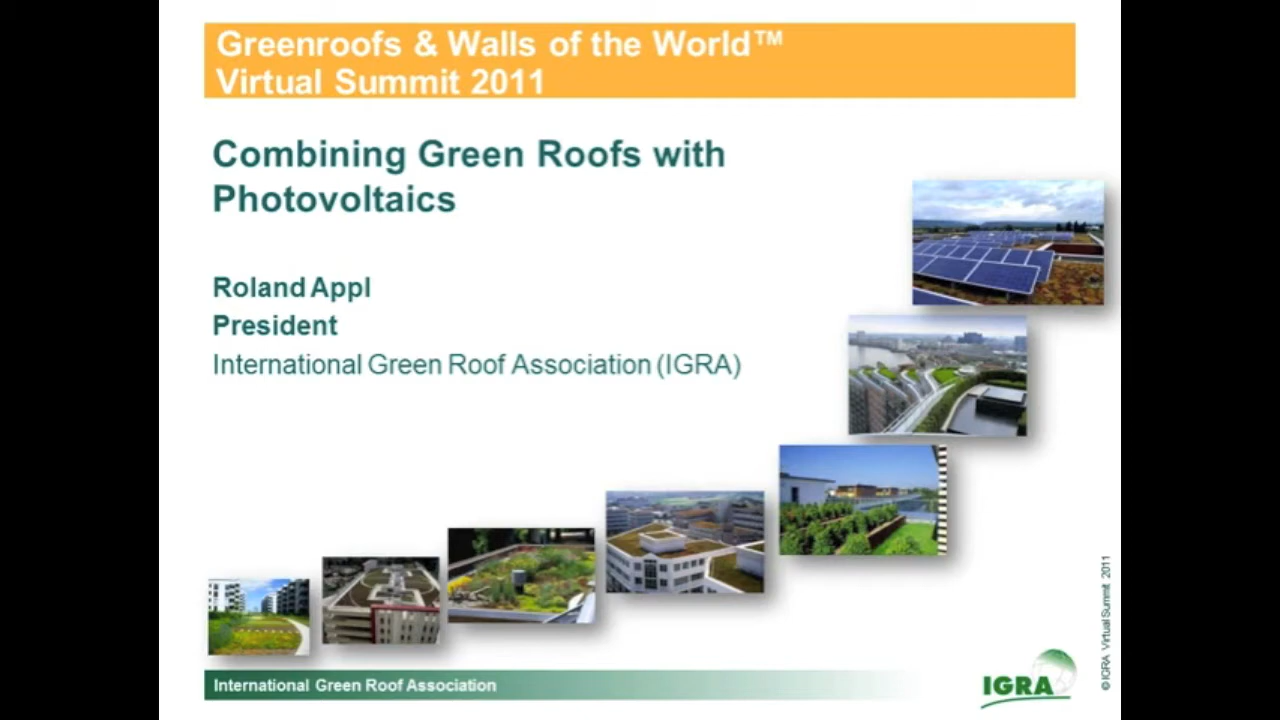 Greenroofs & Walls of the World™
Virtual Summit 2011
Combining Green Roofs with
Photovoltaics
Roland Appl
President
International Green Roof Association (IGRA)
International Green Roof Association
IGRA
© IGRA Virtual Summit 2011